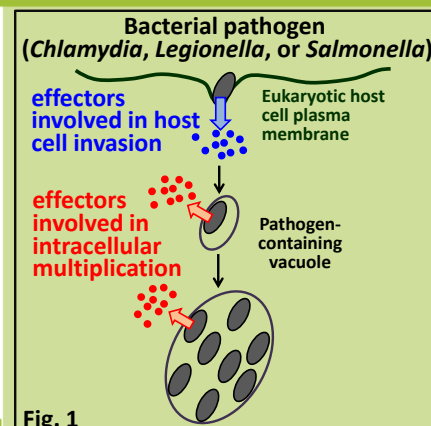 Bacterial pathogen
(Chlamydia, Legionella, or Salmonella)
effectors
involved in host
cell invasion
Eukaryotic host
cell plasma
membrane
effectors
involved in
intracellular
multiplication
Pathogen-
containing
vacuole
Fig. 1